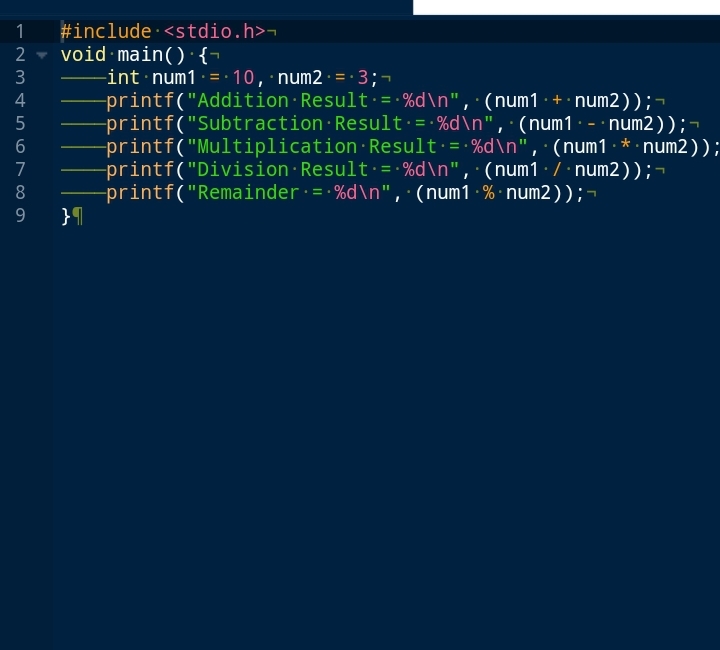 1 #include <stdio.h>
2 void main() {
3 int num1 = 10, num2 = 3;
4 printf("Addition Result = %d\n", (num1 + num2));
5 printf("Subtraction Result = %d\n", (num1 - num2));
6 printf("Multiplication Result = %d\n", (num1 * num2));
7 printf("Division Result = %d\n", (num1 / num2));
8 printf("Remainder = %d\n", (num1 % num2));
9 }